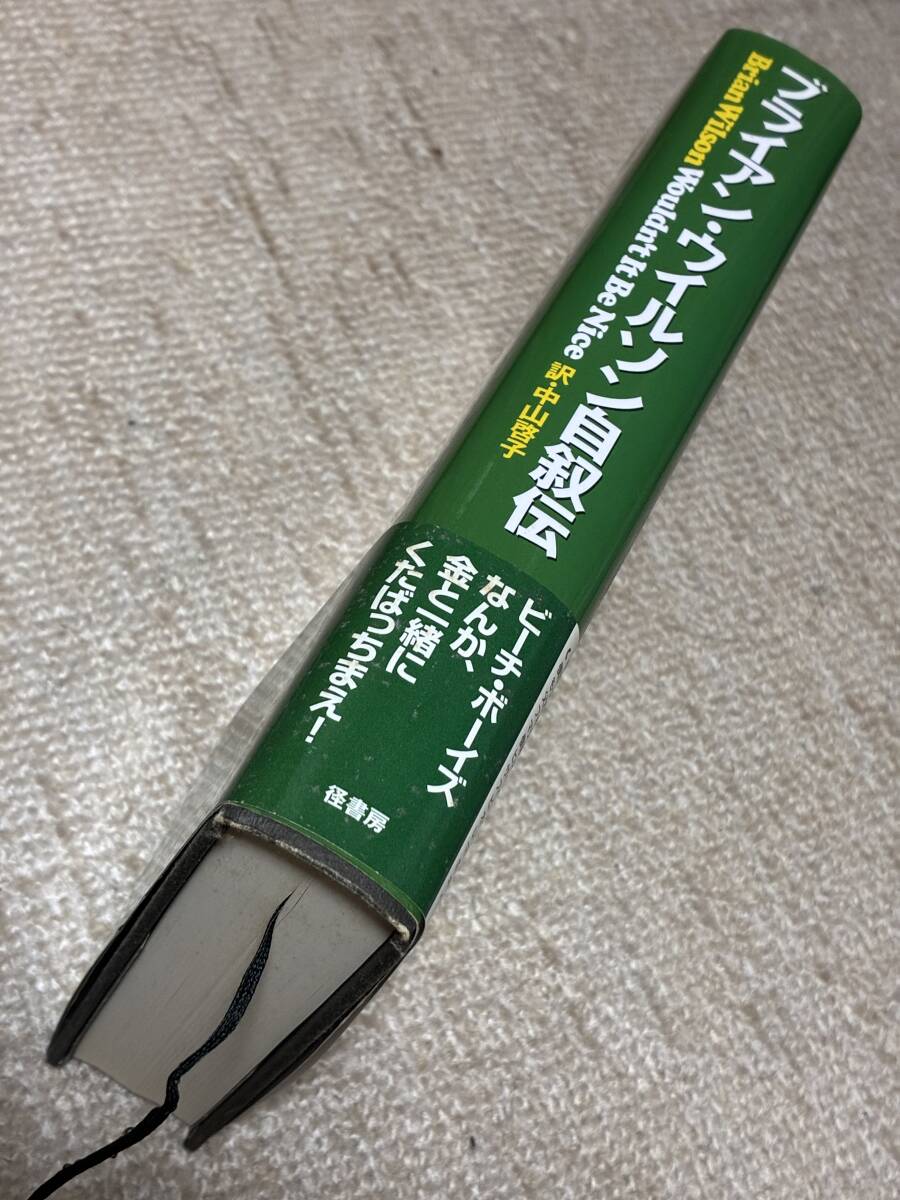 ブライアン・ウイルソン自叙伝
Brian Wilson Wouldn't It Be Nice
訳・中山啓子
ビーチ・ボーイズ
なんか、
金と一緒に
くたばっちまえ!
径書房